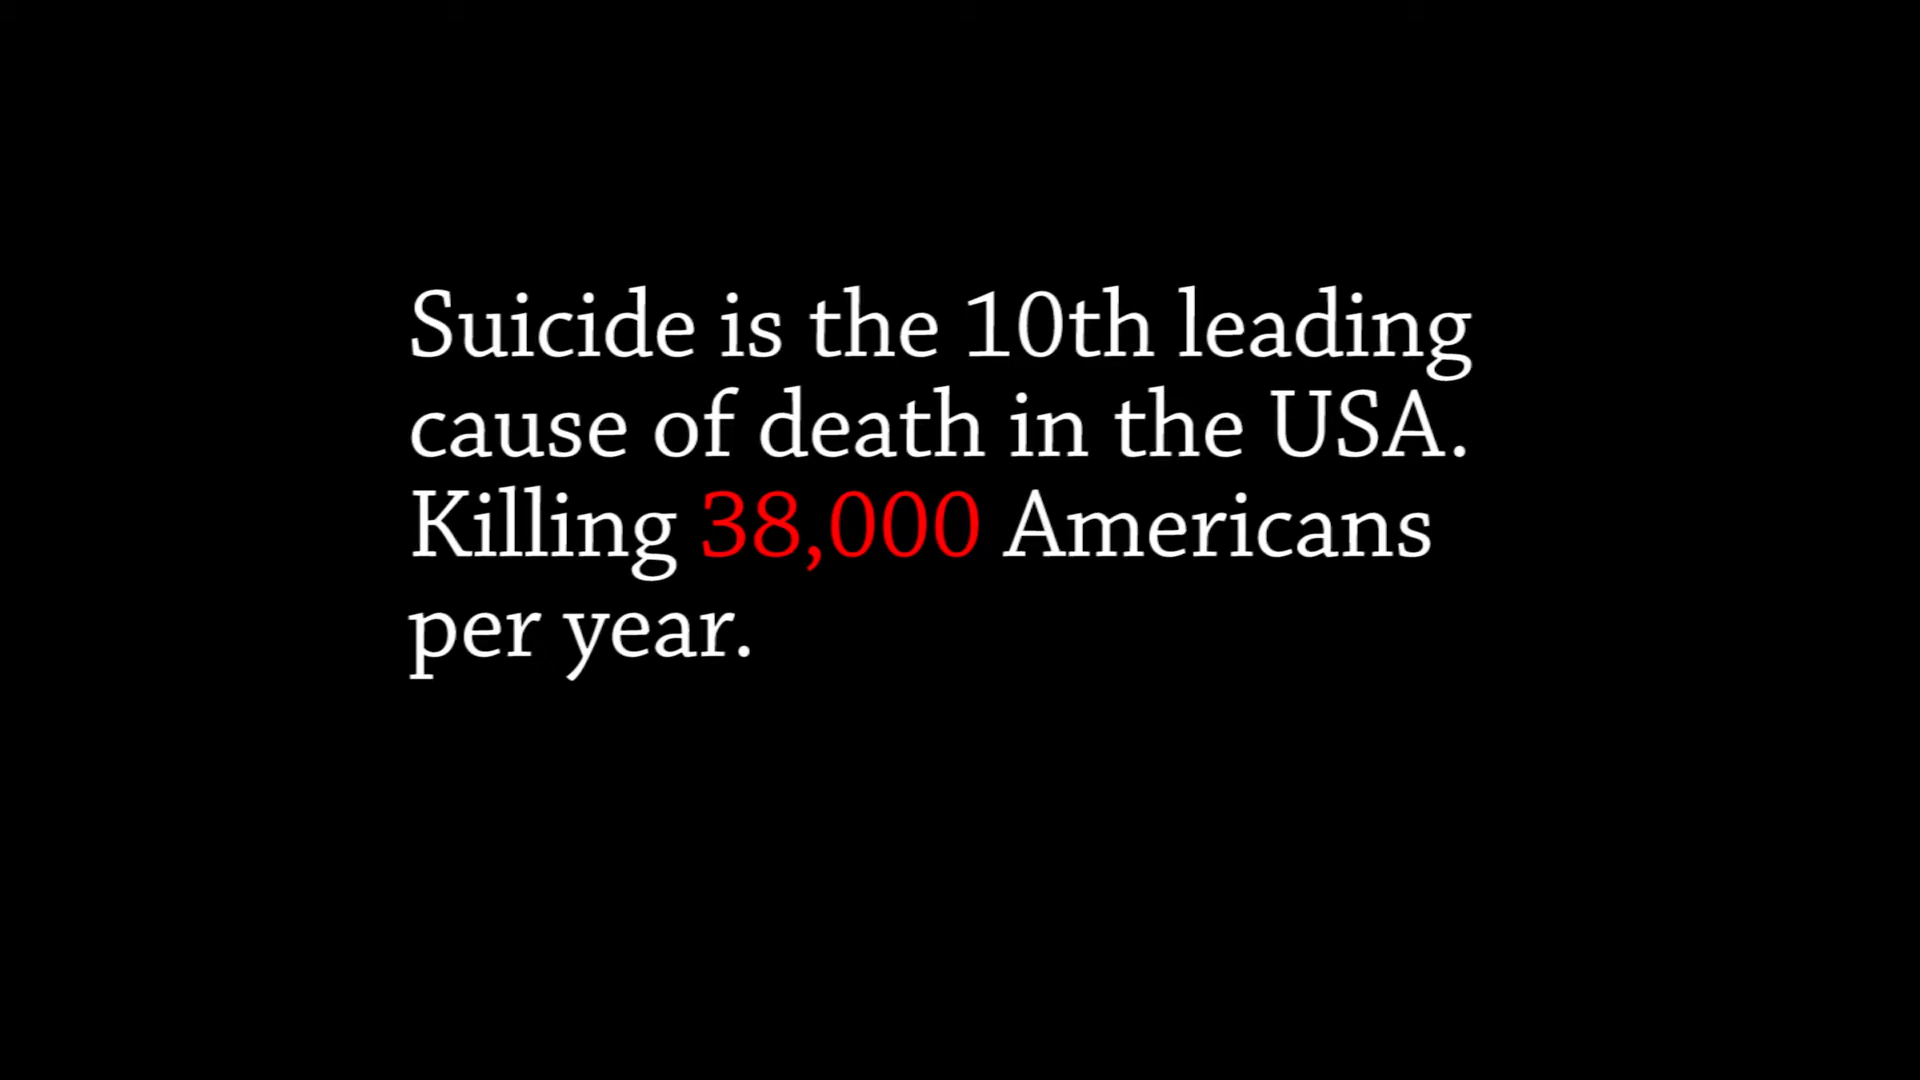 Suicide is the 10th leading
cause of death in the USA.
Killing 38,000 Americans
per year.